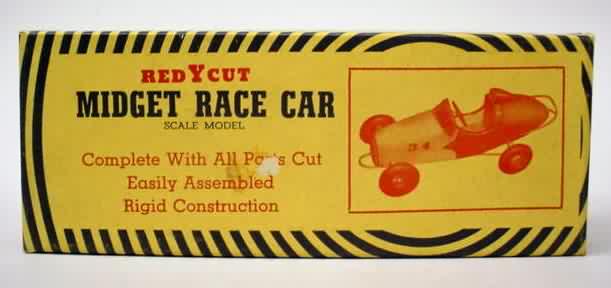 REDYCUT
MIDGET RACE CAR
SCALE MODEL
Complete With All Parts Cut
Easily Assembled
Rigid Construction
34